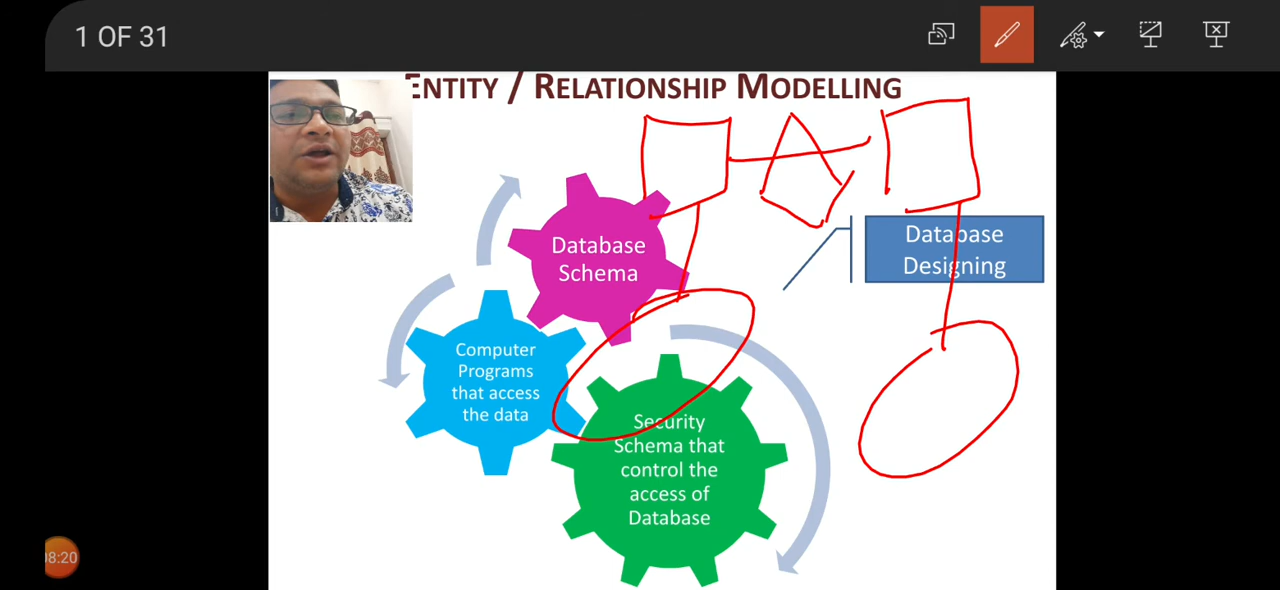 1 OF 31
ENTITY / RELATIONSHIP MODELLING
Database
Schema
Database
Designing
Computer
Programs
that access
the data
Security
Schema that
control the
access of
Database
08:20